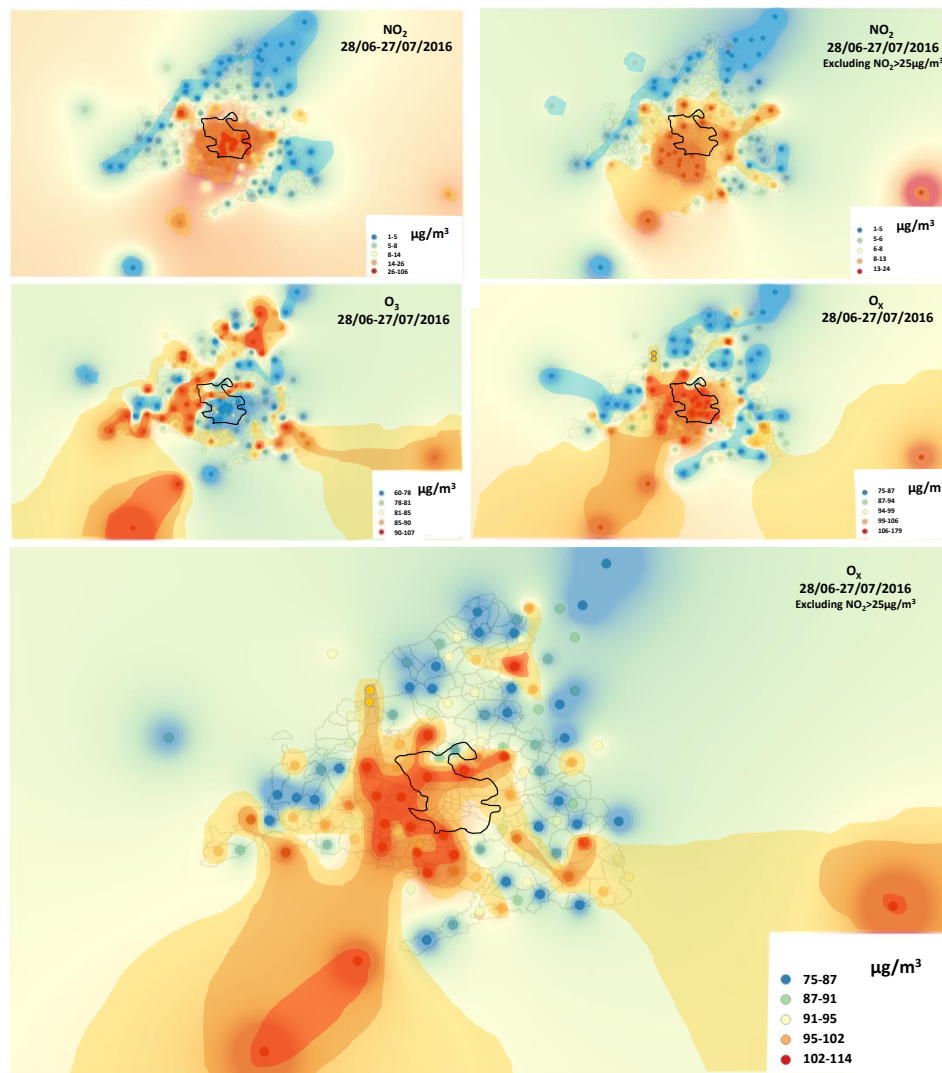 NO₂
28/06-27/07/2016
µg/m³
1-5
5-8
8-14
14-26
26-106
NO₂
28/06-27/07/2016
Excluding NO₂>25µg/m³
µg/m³
1-5
5-6
6-8
8-13
13-24
O₃
28/06-27/07/2016
µg/m³
60-78
78-81
81-85
85-90
90-107
Oₓ
28/06-27/07/2016
µg/m³
75-87
87-94
94-99
99-106
106-179
Oₓ
28/06-27/07/2016
Excluding NO₂>25µg/m³
µg/m³
75-87
87-91
91-95
95-102
102-114